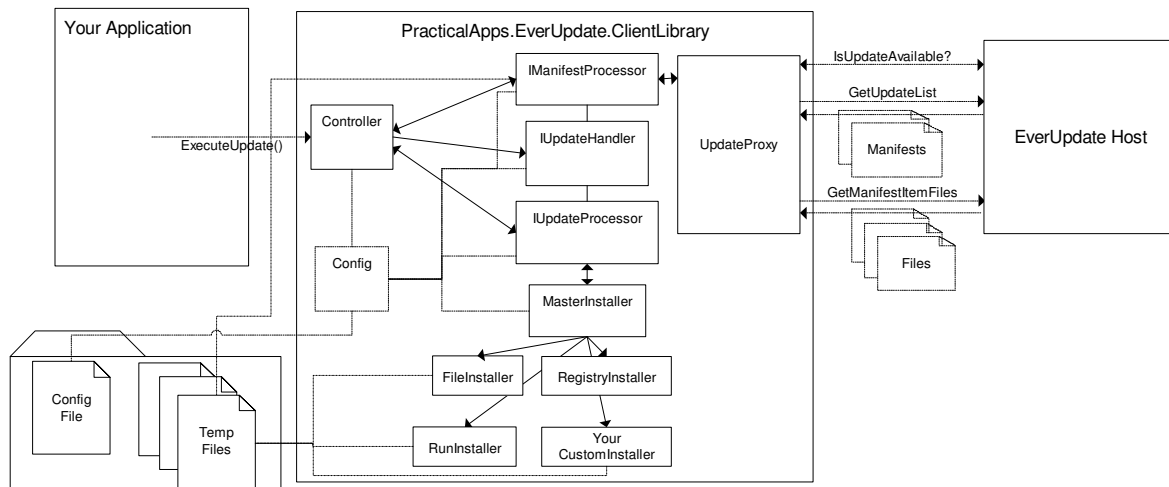 Your Application
PracticalApps.EverUpdate.ClientLibrary
IManifestProcessor
IsUpdateAvailable?
GetUpdateList
Controller
ExecuteUpdate()
IUpdateHandler
UpdateProxy
Manifests
EverUpdate Host
GetManifestItemFiles
IUpdateProcessor
Config
Files
MasterInstaller
FileInstaller
RegistryInstaller
Config
File
Temp
Files
RunInstaller
Your
CustomInstaller